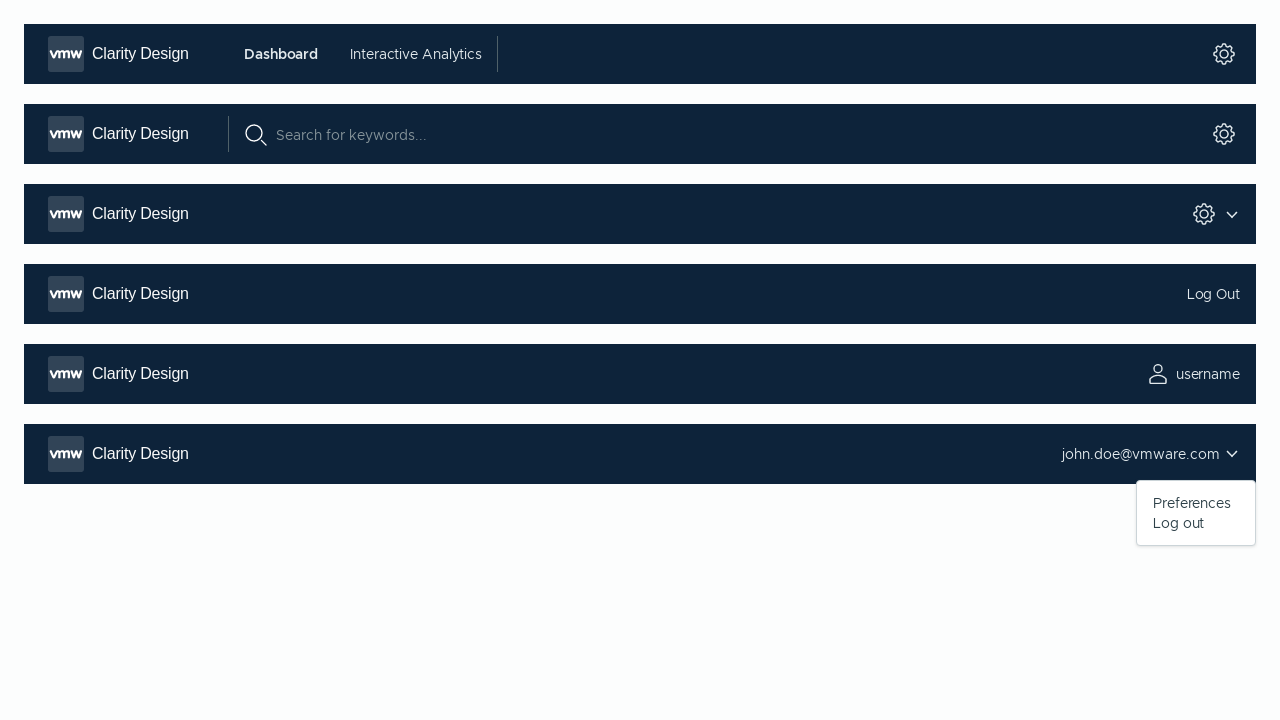 vmw Clarity Design Dashboard Interactive Analytics
vmw Clarity Design Search for keywords...
vmw Clarity Design
vmw Clarity Design Log Out
vmw Clarity Design username
vmw Clarity Design john.doe@vmware.com
Preferences
Log out